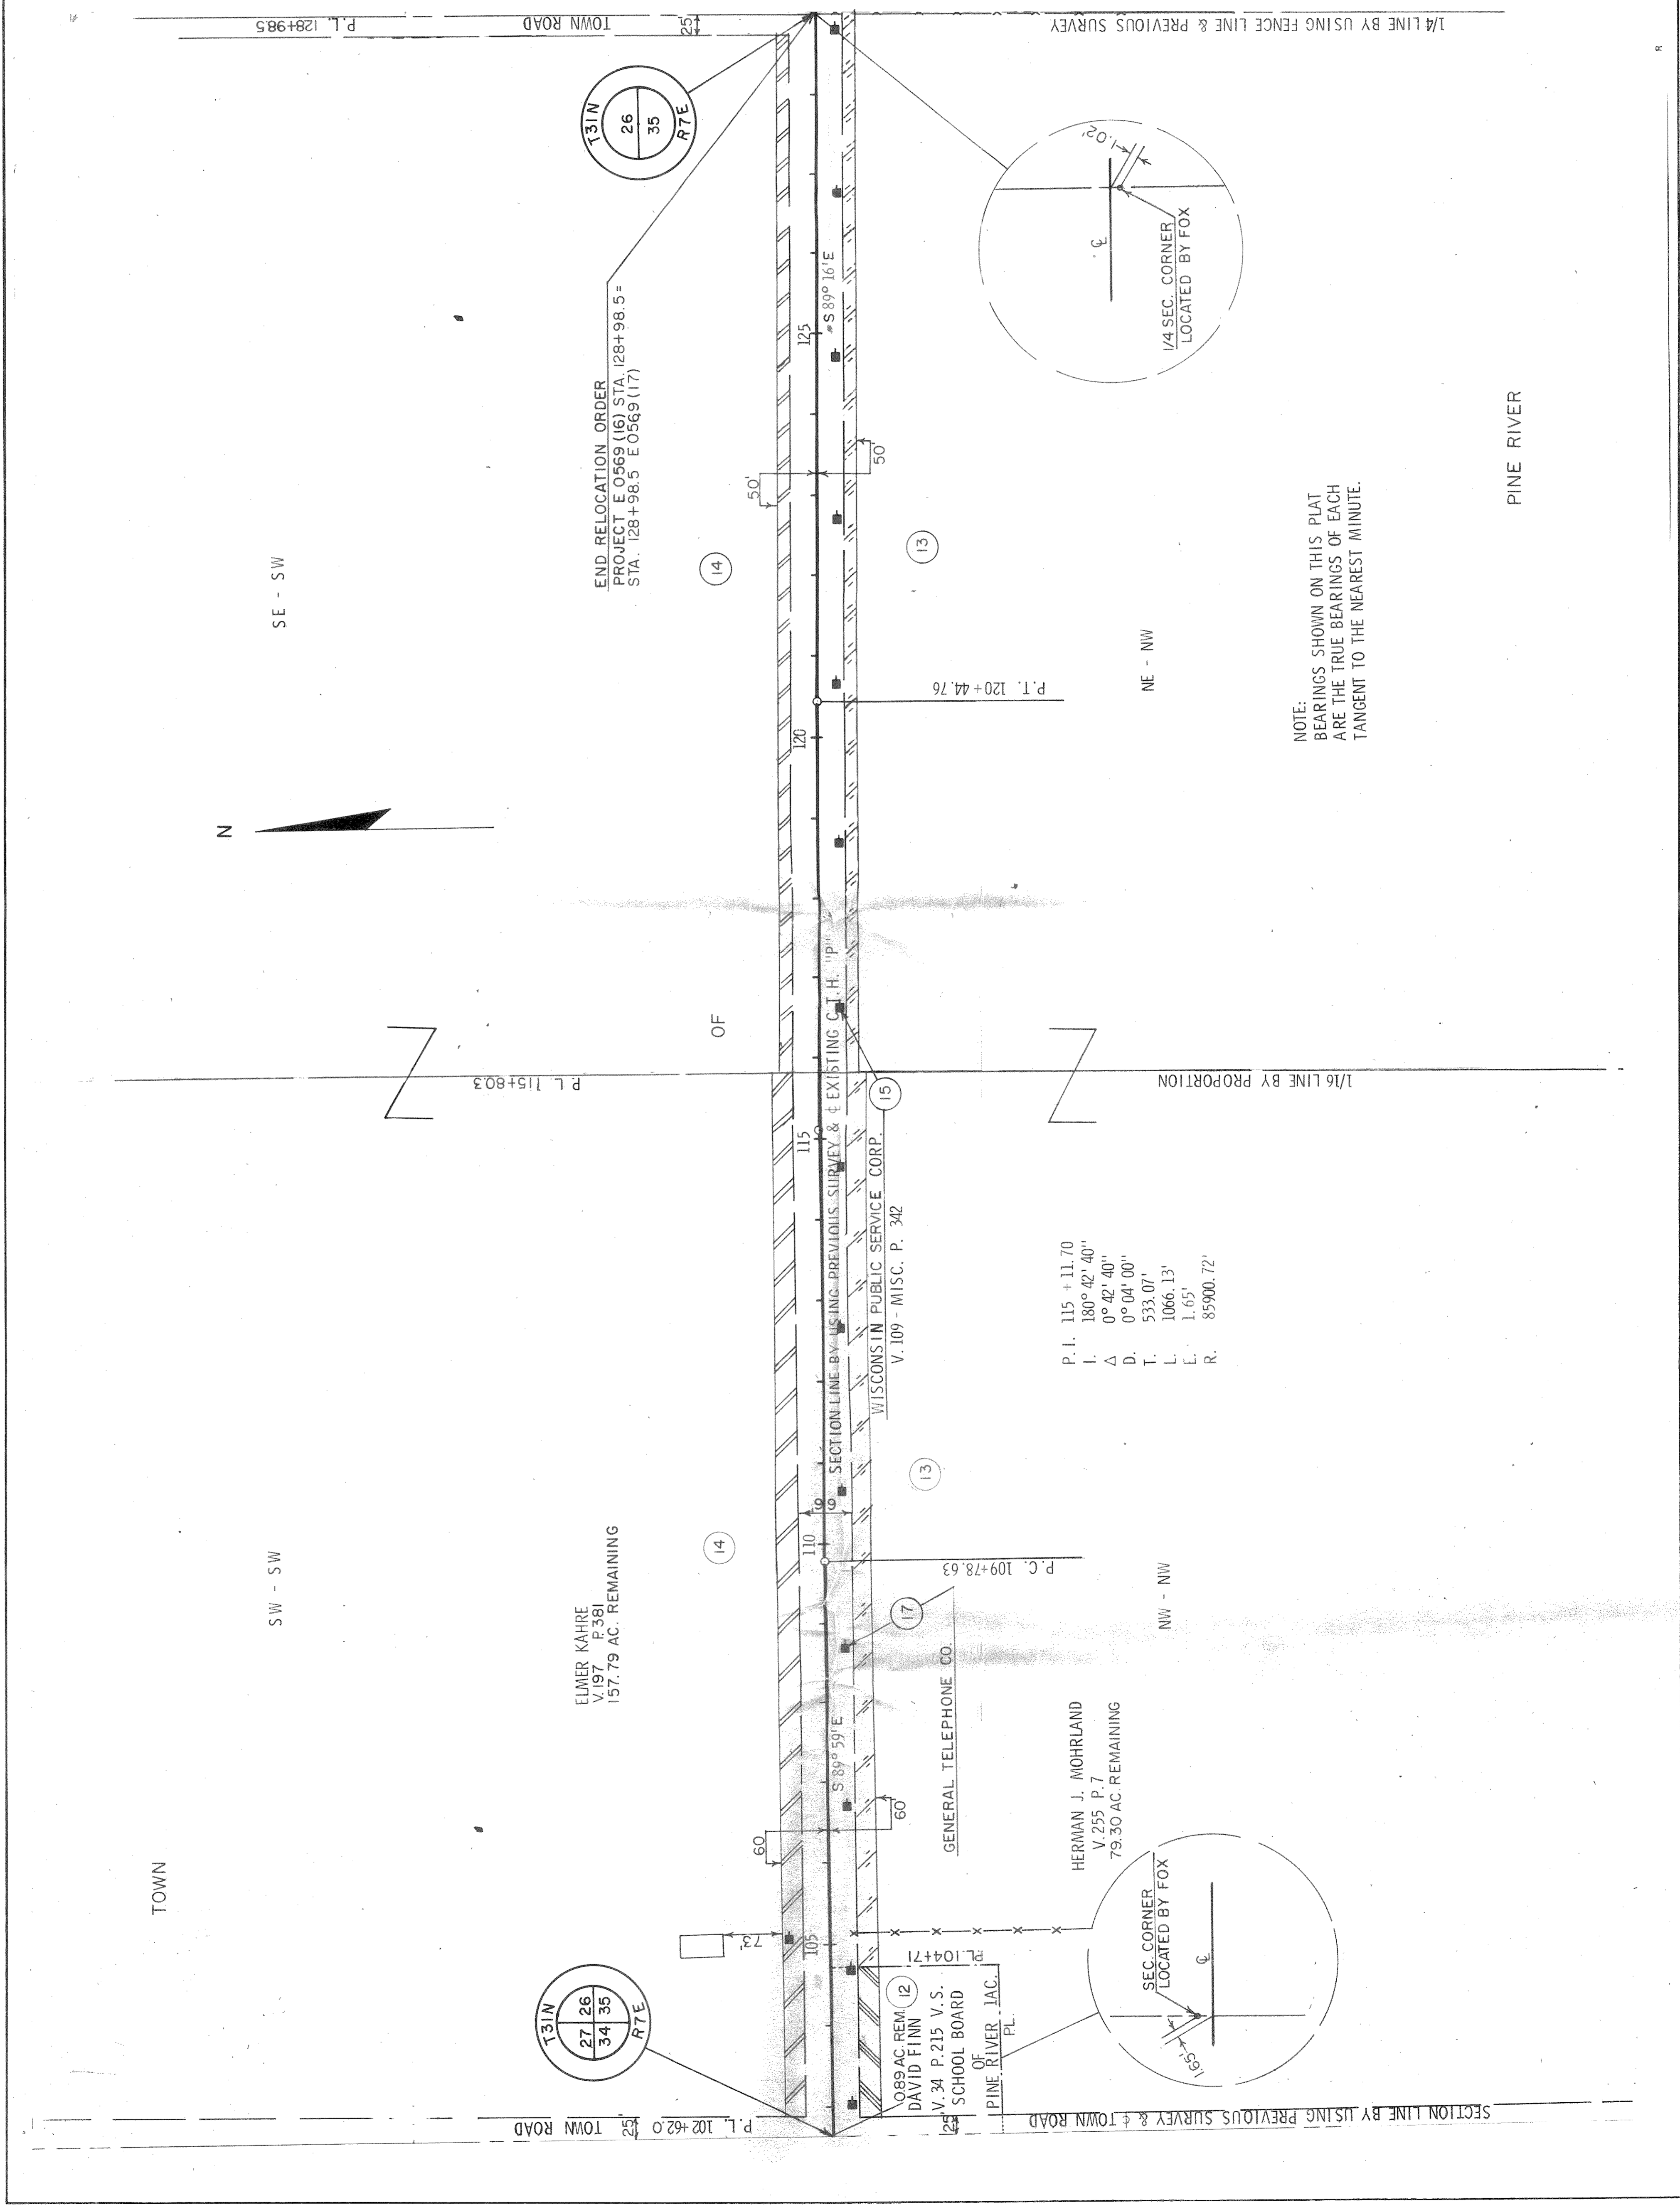 TOWN
OF
PINE RIVER
N
SW - SW
SE - SW
NW - NW
NE - NW
T31N
27 26
34 35
R7E
T31N
26
35
R7E
P.L. 102+62.0 TOWN ROAD
25'
25'
SECTION LINE BY USING PREVIOUS SURVEY & ℄ TOWN ROAD
ELMER KAHRE
V.197 P.381
157.79 AC. REMAINING
14
14
73'
105
60
60'
S 89° 59' E
110
66'
P.C. 109+78.63
SECTION LINE BY USING PREVIOUS SURVEY & ℄ EXISTING C.T.H. "P"
115
P.L. 115+80.3
1/16 LINE BY PROPORTION
120
P.T. 120+44.76
50'
50'
125
S 89° 16' E
END RELOCATION ORDER
PROJECT E 0569 (16) STA. 128+98.5=
STA. 128+98.5 E 0569 (17)
P.L. 128+98.5
TOWN ROAD
25'
1/4 LINE BY USING FENCE LINE & PREVIOUS SURVEY
0.89 AC. REM. 12
DAVID FINN
V. 34 P.215 V.S.
SCHOOL BOARD
OF
PINE RIVER 1AC.
P.L.
P.L. 104+71
GENERAL TELEPHONE CO.
17
WISCONSIN PUBLIC SERVICE CORP.
V. 109 - MISC. P. 342
15
13
13
HERMAN J. MOHRLAND
V. 255 P. 7
79.30 AC. REMAINING
SEC. CORNER
LOCATED BY FOX
℄
1.65'
P. I. 115 + 11.70
I. 180° 42' 40"
Δ 0° 42' 40"
D. 0° 04' 00"
T. 533.07'
L. 1066.13'
E. 1.65'
R. 85900.72'
NOTE:
BEARINGS SHOWN ON THIS PLAT
ARE THE TRUE BEARINGS OF EACH
TANGENT TO THE NEAREST MINUTE.
1/4 SEC. CORNER
LOCATED BY FOX
℄
1.02'
R